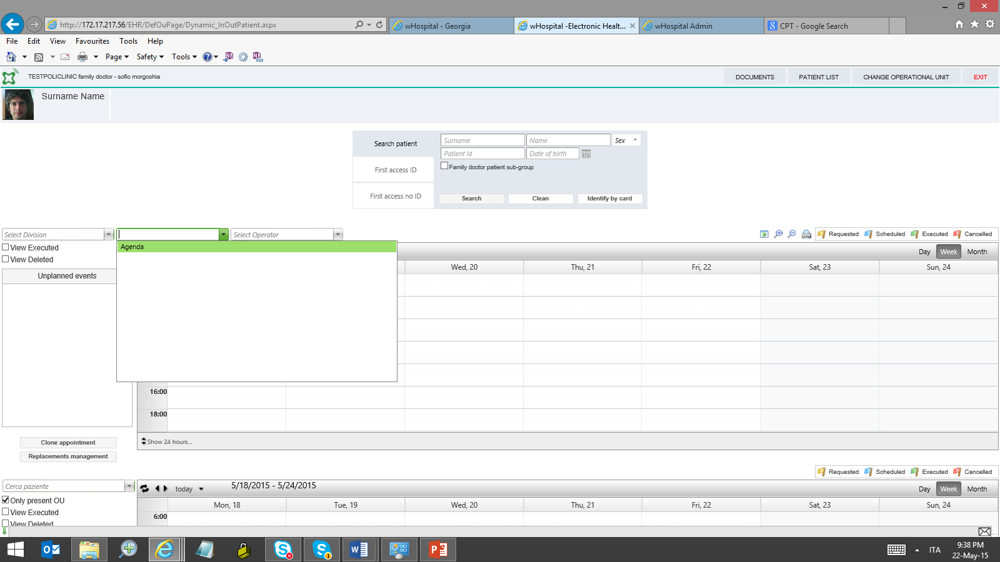 http://172.17.217.56/EHR/DefOuPage/Dynamic_InOutPatient.aspx
wHospital - Georgia
wHospital -Electronic Healt...
wHospital Admin
CPT - Google Search
File Edit View Favourites Tools Help
Page Safety Tools
TESTPOLICLINIC family doctor - sofio morgoshia
DOCUMENTS
PATIENT LIST
CHANGE OPERATIONAL UNIT
EXIT
Surname Name
Search patient
Surname
Name
Sex
Patient Id
Date of birth
First access ID
Family doctor patient sub-group
First access no ID
Search
Clean
Identify by card
Select Division
Select Operator
Requested Scheduled Executed Cancelled
View Executed
Agenda
View Deleted
Day Week Month
Unplanned events
Wed, 20
Thu, 21
Fri, 22
Sat, 23
Sun, 24
16:00
18:00
Show 24 hours...
Clone appointment
Replacements management
Requested Scheduled Executed Cancelled
Cerca paziente
today
5/18/2015 - 5/24/2015
Day Week Month
Only present OU
View Executed
View Deleted
Mon, 18
Tue, 19
Wed, 20
Thu, 21
Fri, 22
Sat, 23
Sun, 24
6:00
ITA
9:38 PM
22-May-15